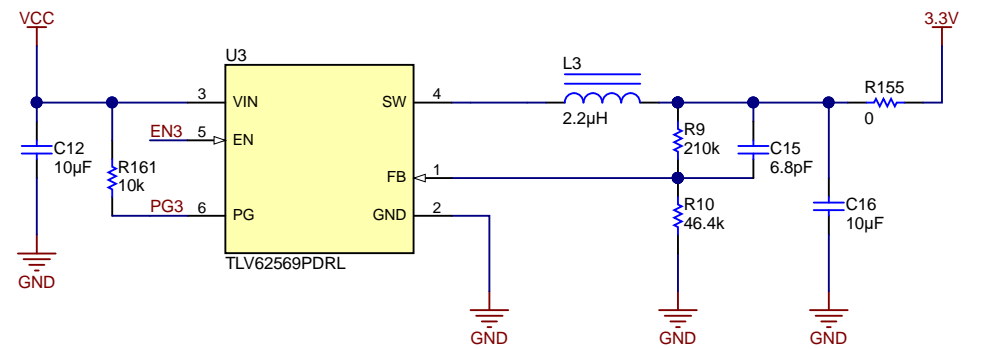 VCC
3.3V
U3
L3
R155
3
VIN
SW
4
2.2µH
0
EN3
5
EN
R9
210k
C12
10µF
C15
6.8pF
R161
10k
FB
1
PG3
6
PG
GND
2
R10
46.4k
C16
10µF
TLV62569PDRL
GND
GND
GND
GND